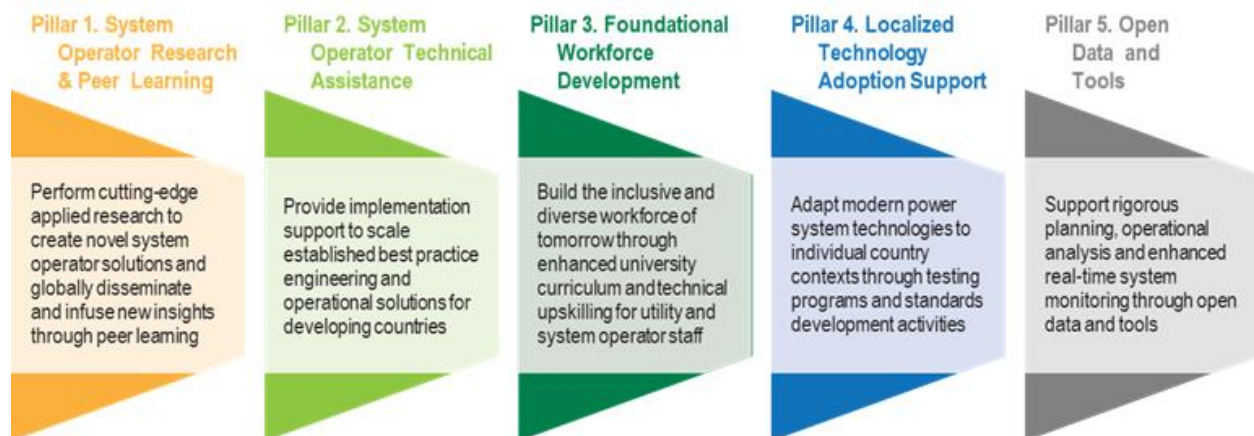 Pillar 1. System
Operator Research
& Peer Learning
Perform cutting-edge
applied research to
create novel system
operator solutions and
globally disseminate
and infuse new insights
through peer learning
Pillar 2. System
Operator Technical
Assistance
Provide implementation
support to scale
established best practice
engineering and
operational solutions for
developing countries
Pillar 3. Foundational
Workforce
Development
Build the inclusive and
diverse workforce of
tomorrow through
enhanced university
curriculum and technical
upskilling for utility and
system operator staff
Pillar 4. Localized
Technology
Adoption Support
Adapt modern power
system technologies to
individual country
contexts through testing
programs and standards
development activities
Pillar 5. Open
Data and
Tools
Support rigorous
planning, operational
analysis and enhanced
real-time system
monitoring through open
data and tools